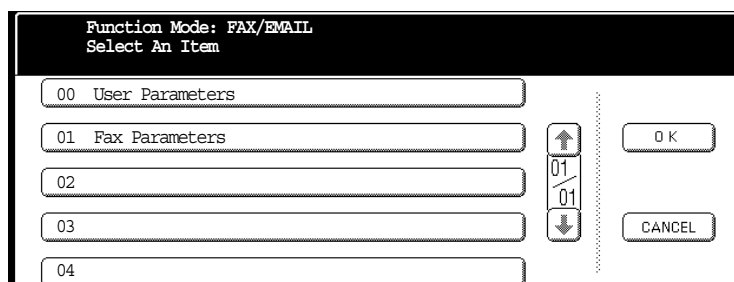 Function Mode: FAX/EMAIL
Select An Item
00 User Parameters
01 Fax Parameters
OK
02
01
01
03
CANCEL
04